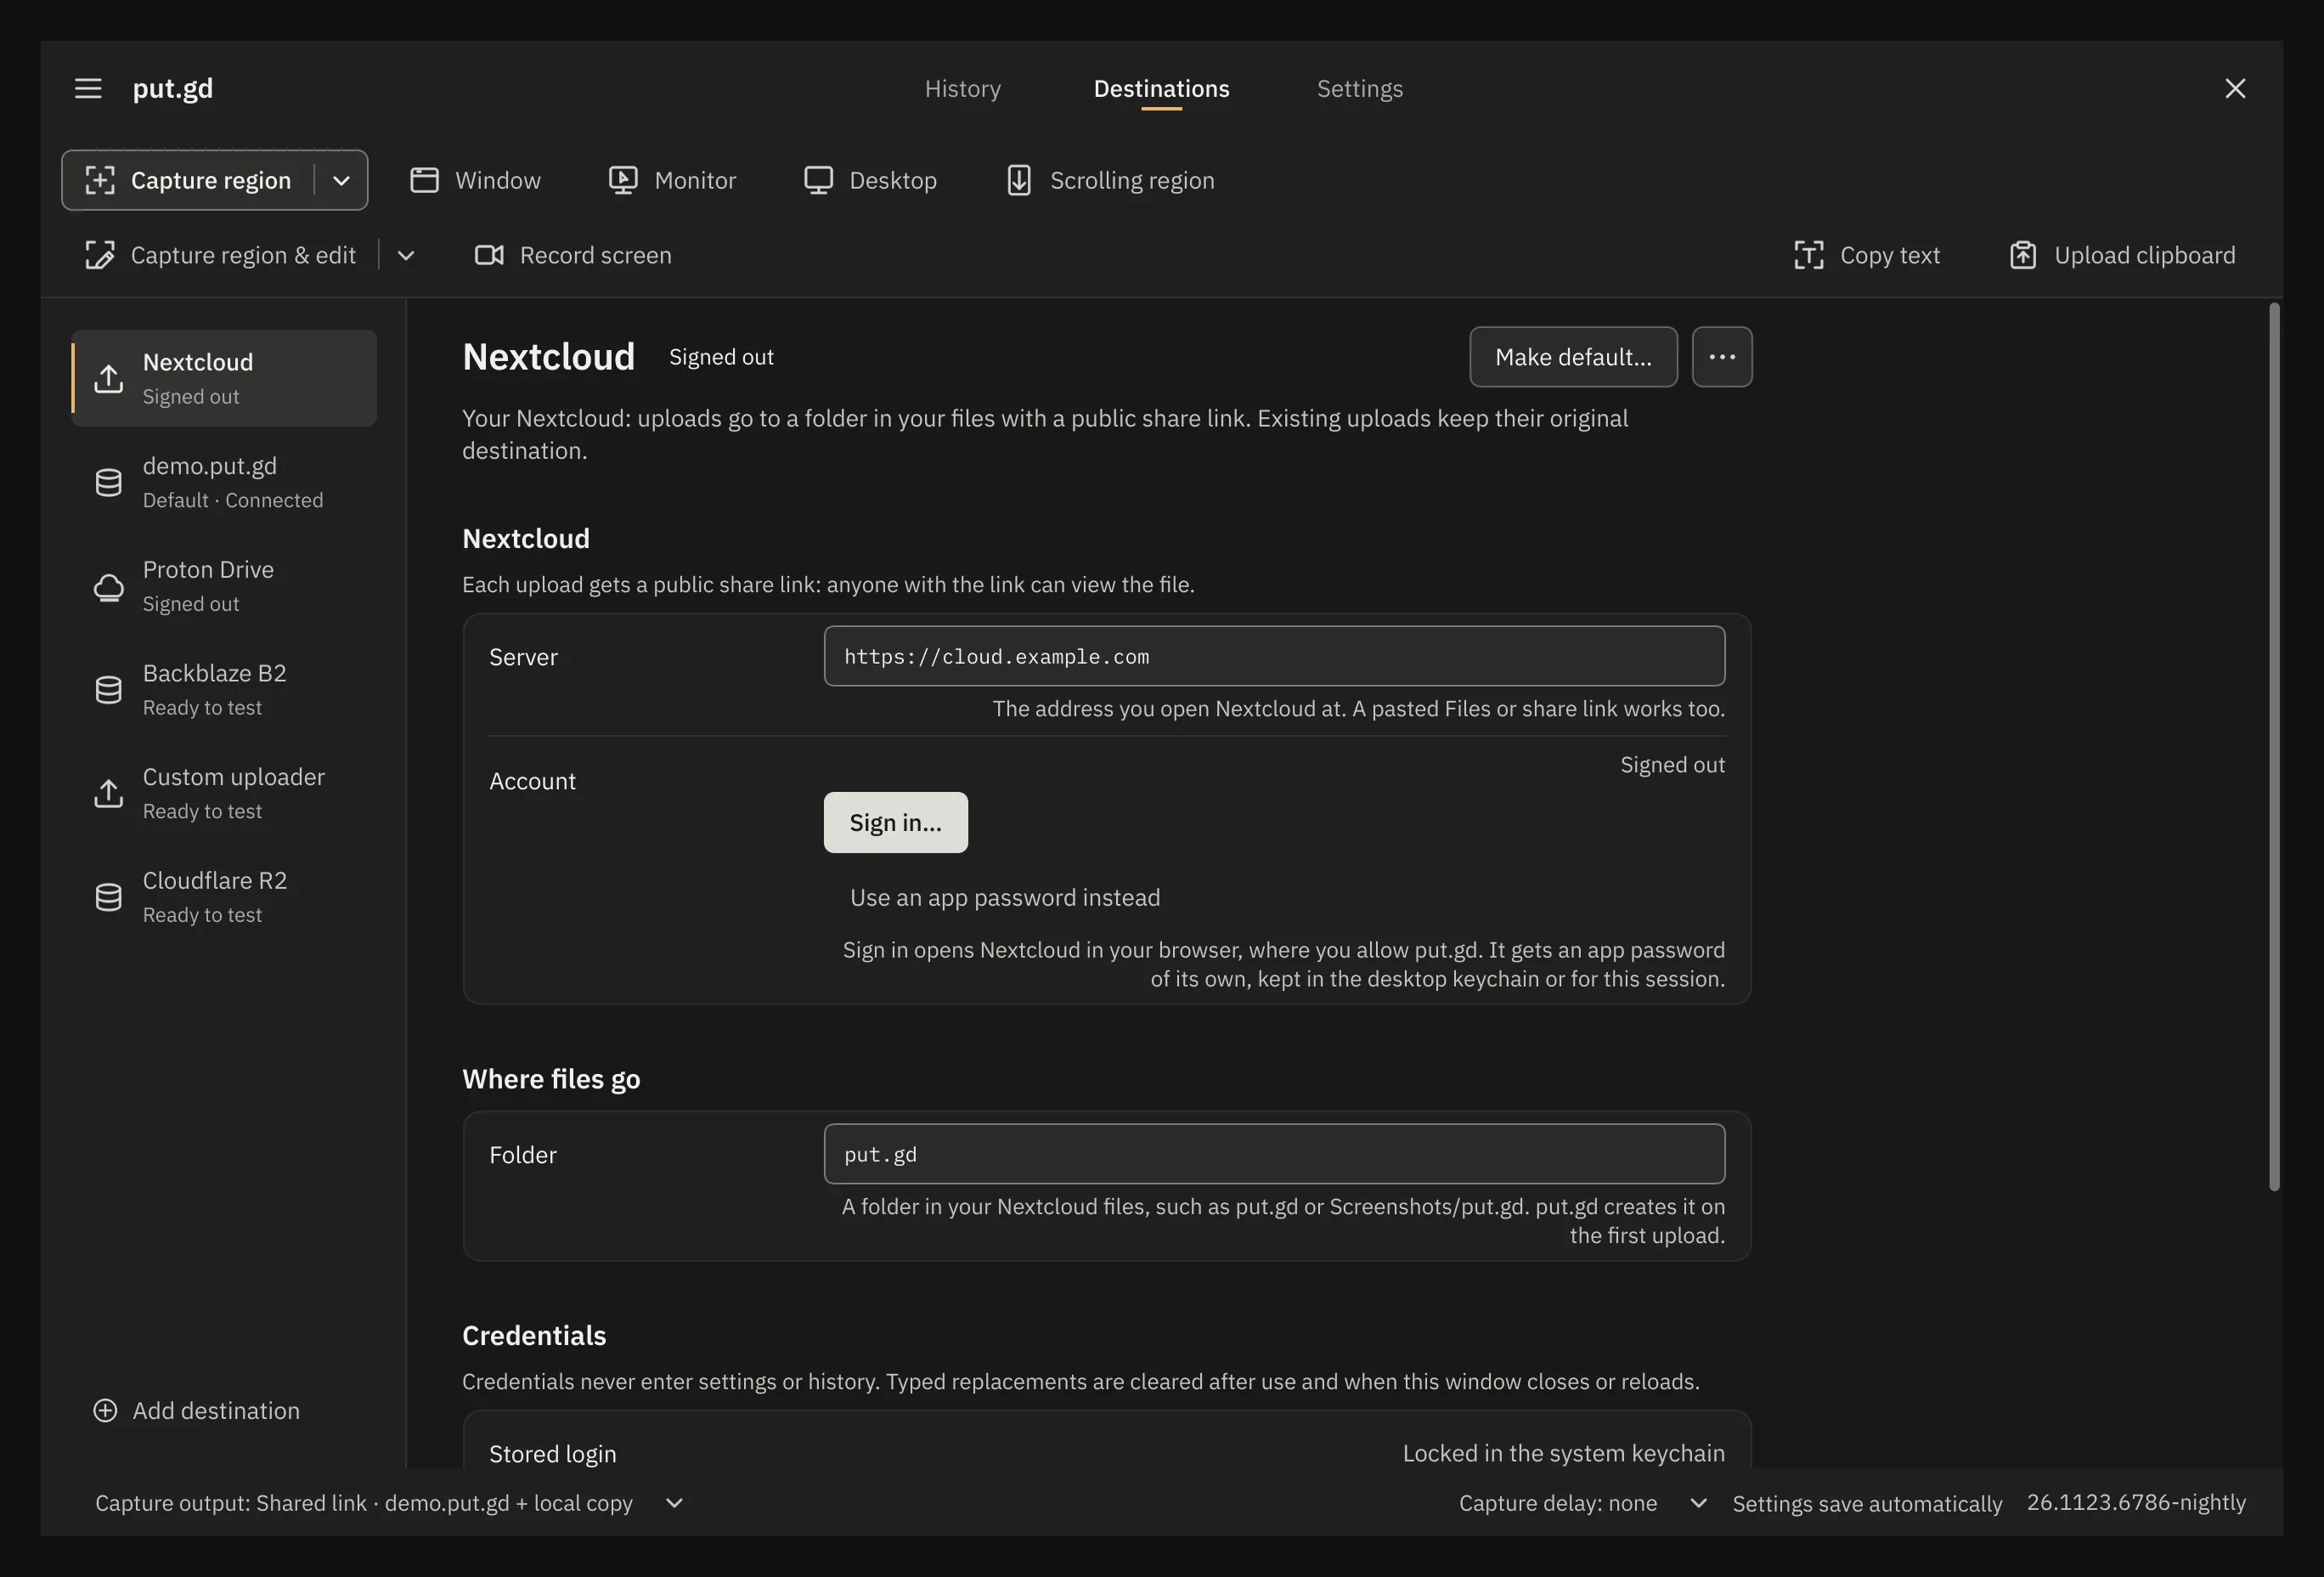 put.gd
History
Destinations
Settings
Capture region
Window
Monitor
Desktop
Scrolling region
Capture region & edit
Record screen
Copy text
Upload clipboard
Nextcloud
Signed out
demo.put.gd
Default · Connected
Proton Drive
Signed out
Backblaze B2
Ready to test
Custom uploader
Ready to test
Cloudflare R2
Ready to test
Add destination
Nextcloud
Signed out
Make default...
Your Nextcloud: uploads go to a folder in your files with a public share link. Existing uploads keep their original
destination.
Nextcloud
Each upload gets a public share link: anyone with the link can view the file.
Server
https://cloud.example.com
The address you open Nextcloud at. A pasted Files or share link works too.
Account
Signed out
Sign in...
Use an app password instead
Sign in opens Nextcloud in your browser, where you allow put.gd. It gets an app password
of its own, kept in the desktop keychain or for this session.
Where files go
Folder
put.gd
A folder in your Nextcloud files, such as put.gd or Screenshots/put.gd. put.gd creates it on
the first upload.
Credentials
Credentials never enter settings or history. Typed replacements are cleared after use and when this window closes or reloads.
Stored login
Locked in the system keychain
Capture output: Shared link · demo.put.gd + local copy
Capture delay: none
Settings save automatically
26.1123.6786-nightly